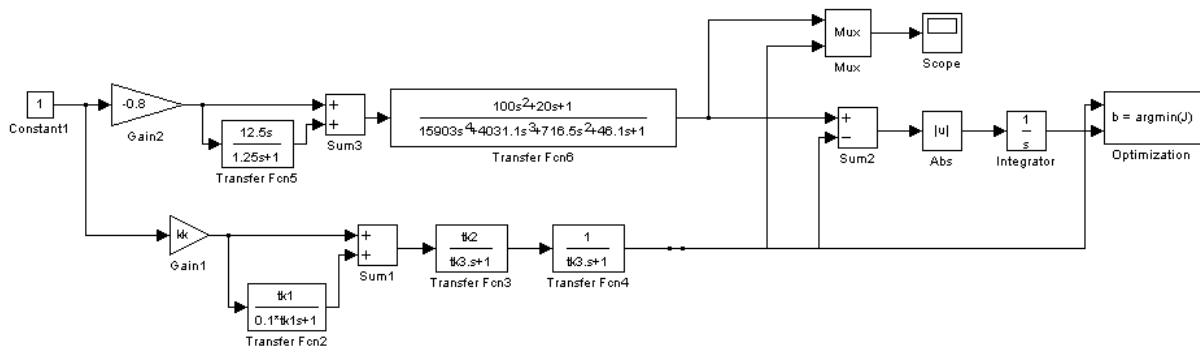 Mux
Mux
Scope
1
Constant1
-0.8
Gain2
12.5s
1.25s+1
Transfer Fcn5
+
+
Sum3
100s²+20s+1
15903s⁴+4031.1s³+716.5s²+46.1s+1
Transfer Fcn6
+
−
Sum2
|u|
Abs
1
s
Integrator
b = argmin(J)
Optimization
kk
Gain1
tk1
0.1*tk1s+1
Transfer Fcn2
+
+
Sum1
tk2
tk3.s+1
Transfer Fcn3
1
tk3.s+1
Transfer Fcn4